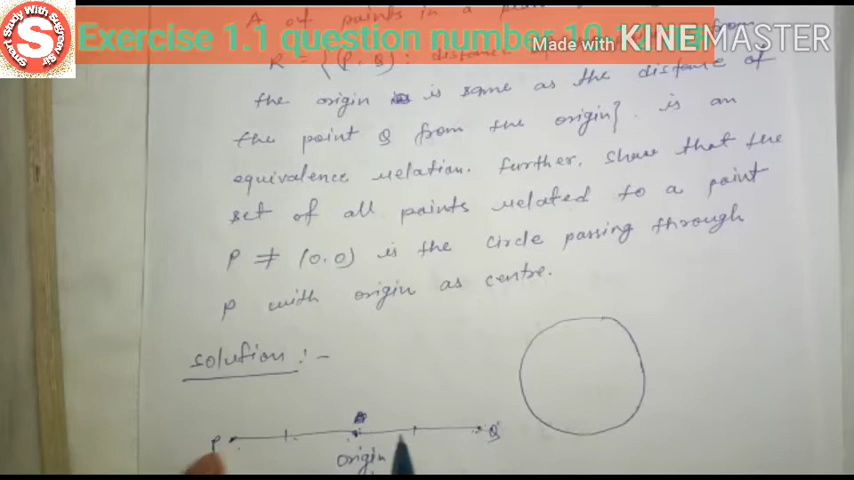 Smart Study With Sugreev Sir
S
Exercise 1.1 question number 10
Made with KINEMASTER
A of points in a
R = {(P, Q) : distance from
the origin is same as the distance of
the point Q from the origin}. is an
equivalence relation. further, show that the
set of all points related to a point
P ≠ (0,0) is the circle passing through
P with origin as centre.
solution :-
P Q
origin